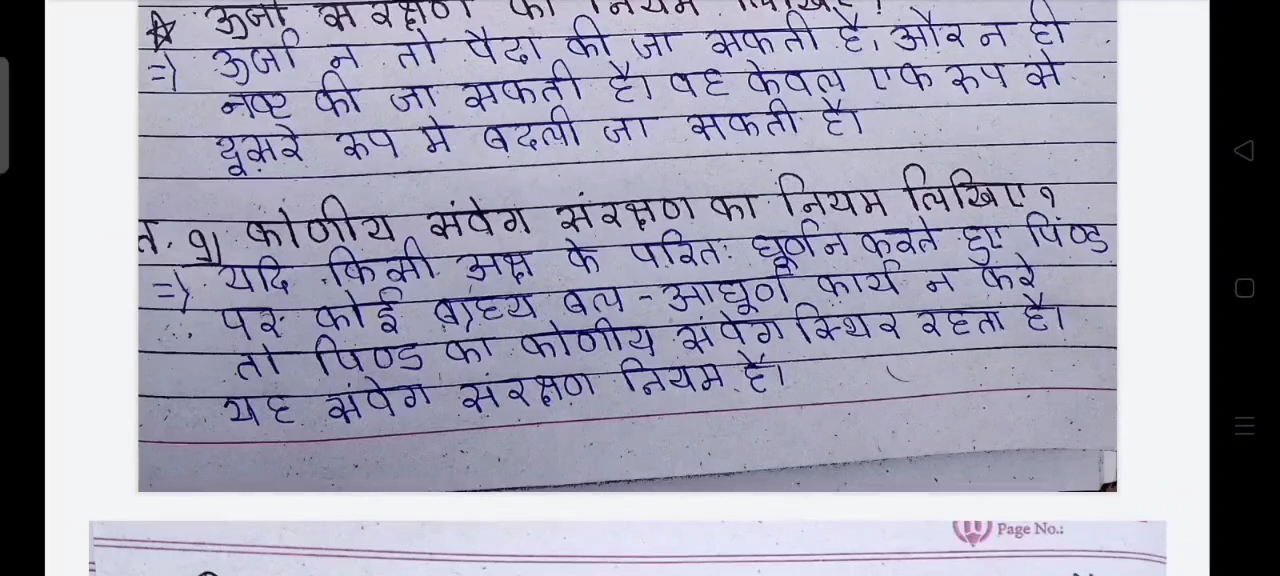 ऊर्जा संरक्षण का नियम लिखिए?
=> ऊर्जा न तो पैदा की जा सकती है, और न ही
नष्ट की जा सकती है। वह केवल एक रूप से
दूसरे रूप मे बदली जा सकती है।
त. 9) कोणीय संवेग संरक्षण का नियम लिखिए ?
=> यदि किसी अक्ष के परितः घूर्णन करते हुए पिण्ड
पर कोई बाह्य बल-आघूर्ण कार्य न करे
तो पिण्ड का कोणीय संवेग स्थिर रहता है।
यह संवेग संरक्षण नियम है।
Page No.: